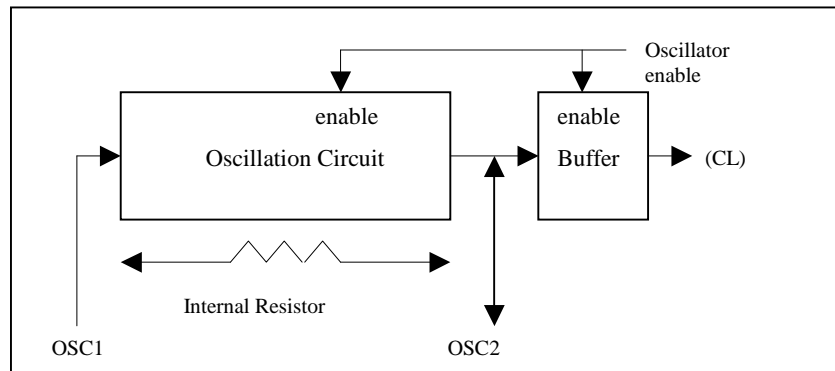 Oscillator
enable
enable
enable
Oscillation Circuit
Buffer
(CL)
Internal Resistor
OSC1
OSC2